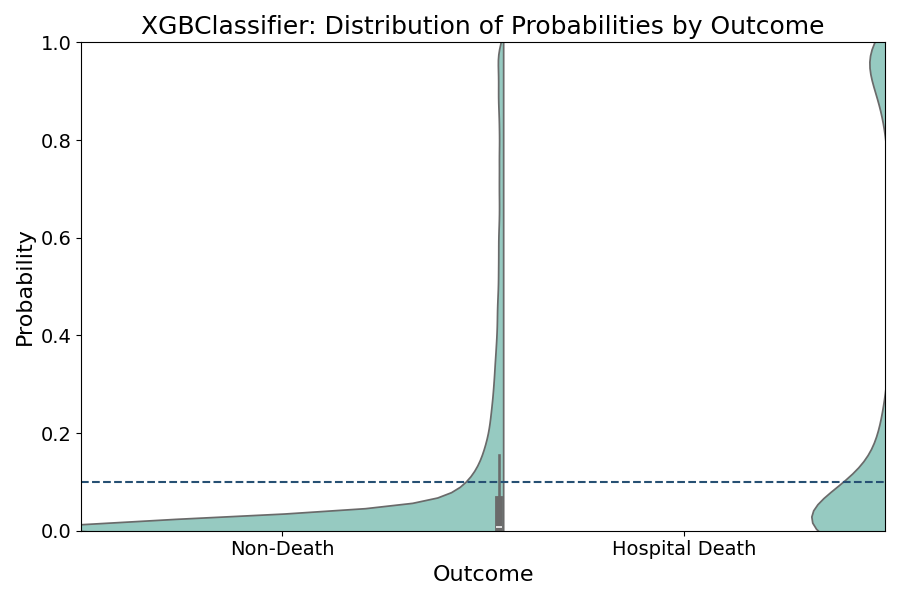 XGBClassifier: Distribution of Probabilities by Outcome
1.0
0.8
0.6
0.4
0.2
0.0
Probability
Non-Death
Hospital Death
Outcome